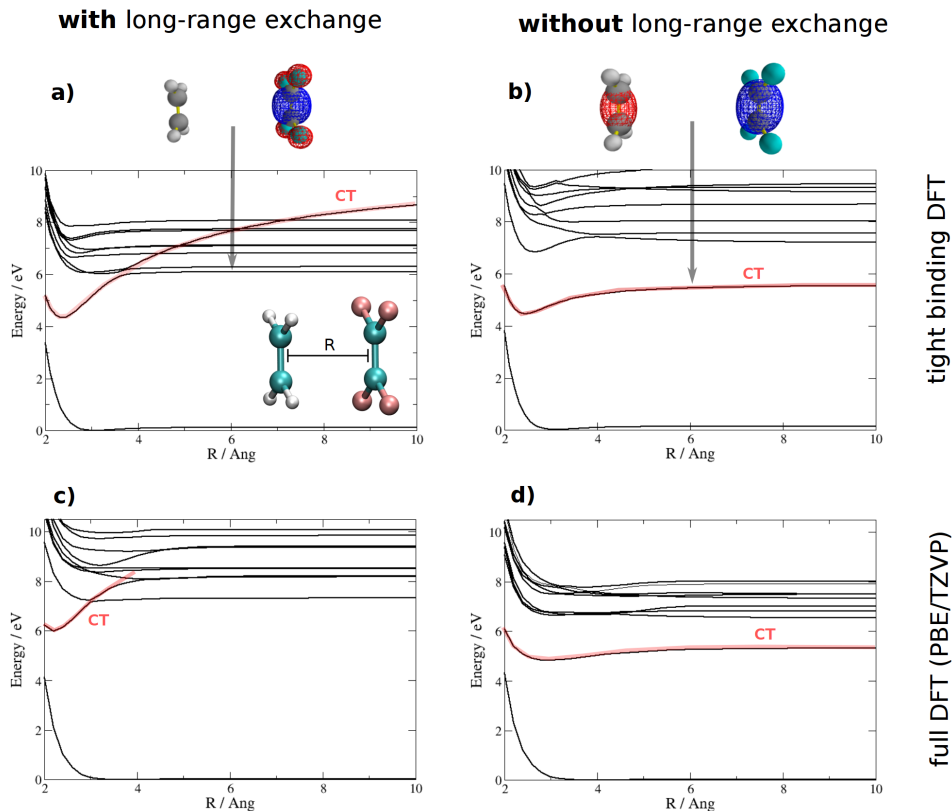 with long-range exchange
without long-range exchange
a)
b)
CT
Energy / eV
10
8
6
4
2
0
R
2
4
6
8
10
R / Ang
CT
Energy / eV
10
8
6
4
2
0
2
4
6
8
10
R / Ang
tight binding DFT
c)
d)
CT
Energy / eV
10
8
6
4
2
0
2
4
6
8
10
R / Ang
CT
Energy / eV
10
8
6
4
2
0
2
4
6
8
10
R / Ang
full DFT (PBE/TZVP)